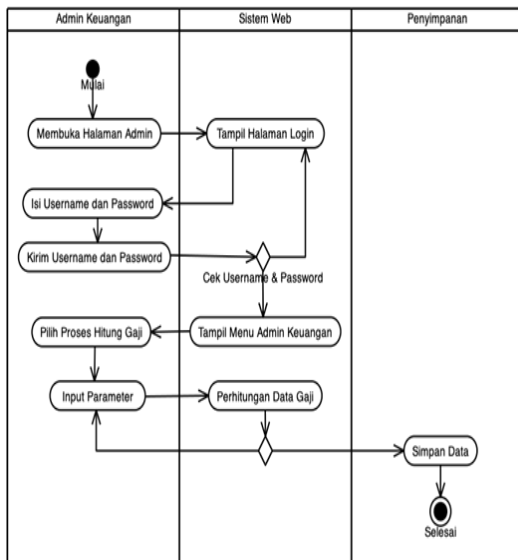 Admin Keuangan
Sistem Web
Penyimpanan
Mulai
Membuka Halaman Admin
Tampil Halaman Login
Isi Username dan Password
Kirim Username dan Password
Cek Username & Password
Pilih Proses Hitung Gaji
Tampil Menu Admin Keuangan
Input Parameter
Perhitungan Data Gaji
Simpan Data
Selesai